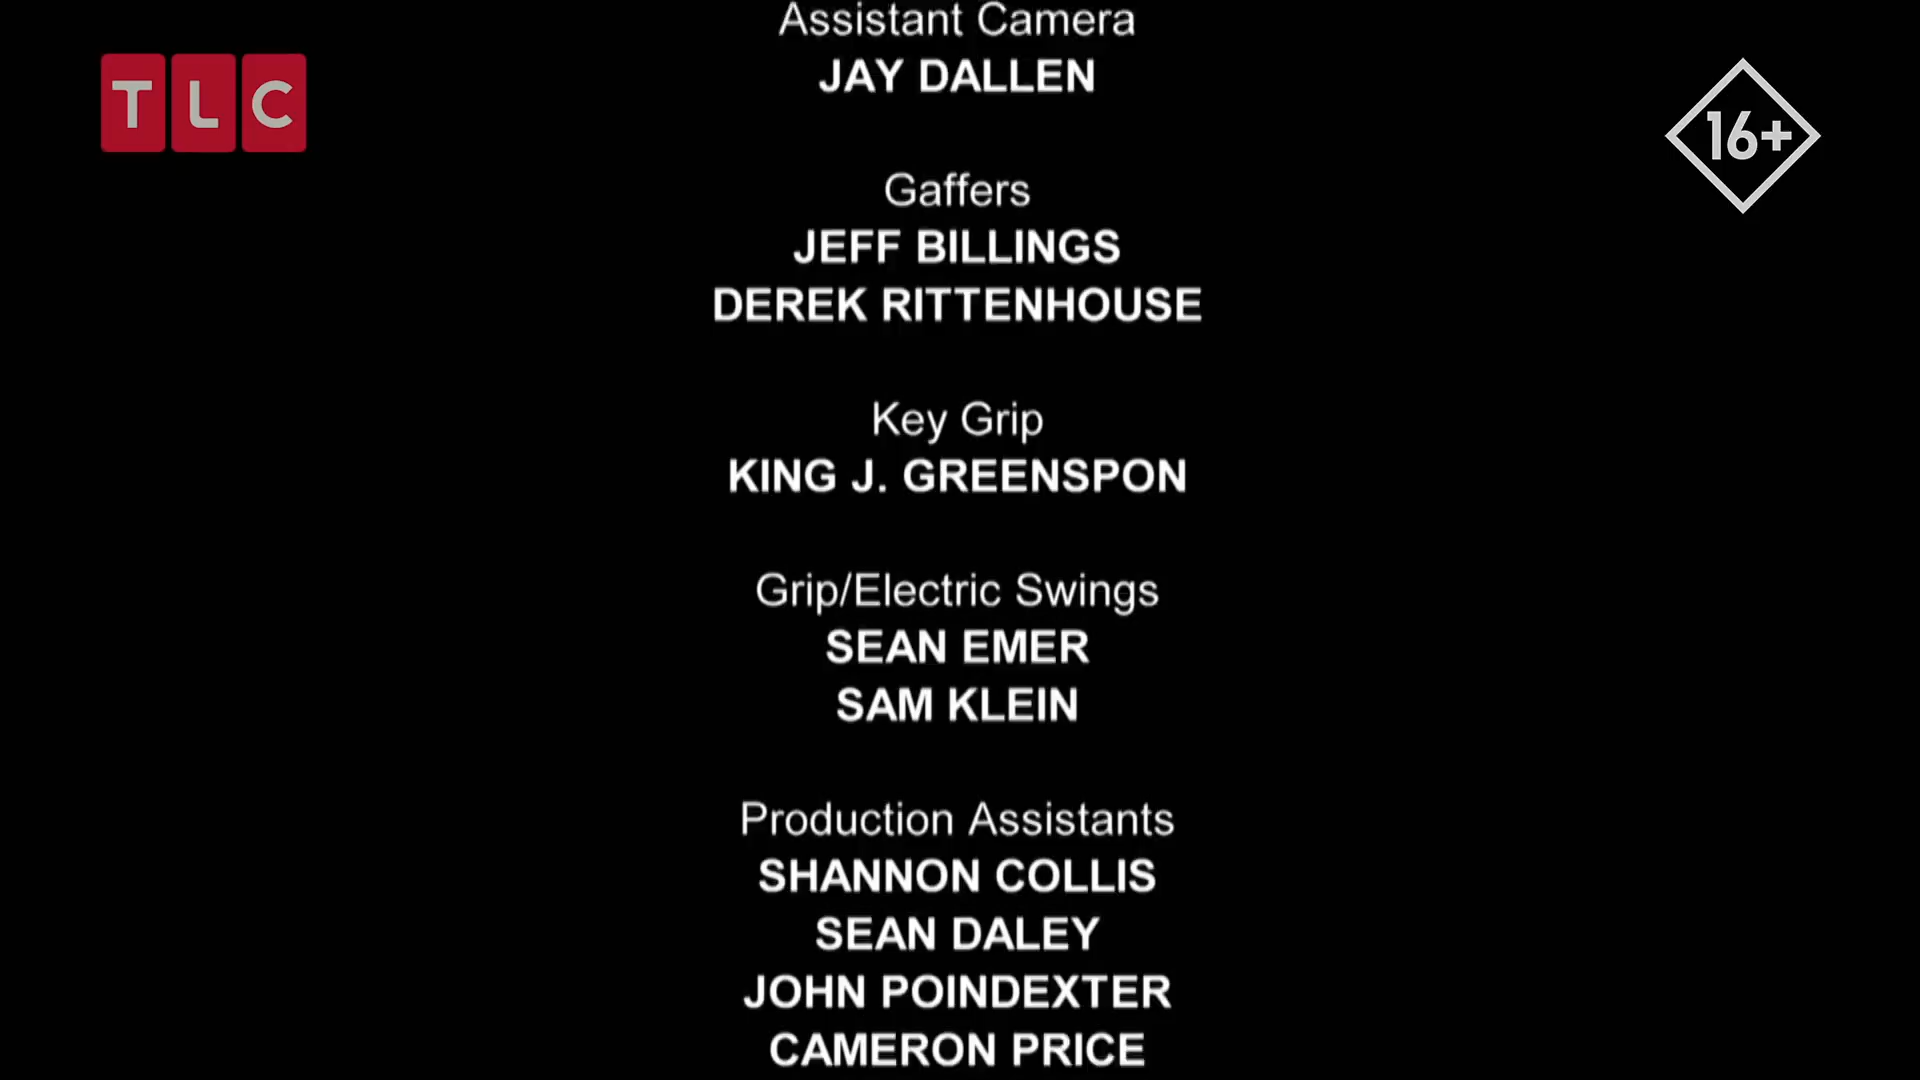 Assistant Camera
JAY DALLEN
TLC
16+
Gaffers
JEFF BILLINGS
DEREK RITTENHOUSE
Key Grip
KING J. GREENSPON
Grip/Electric Swings
SEAN EMER
SAM KLEIN
Production Assistants
SHANNON COLLIS
SEAN DALEY
JOHN POINDEXTER
CAMERON PRICE